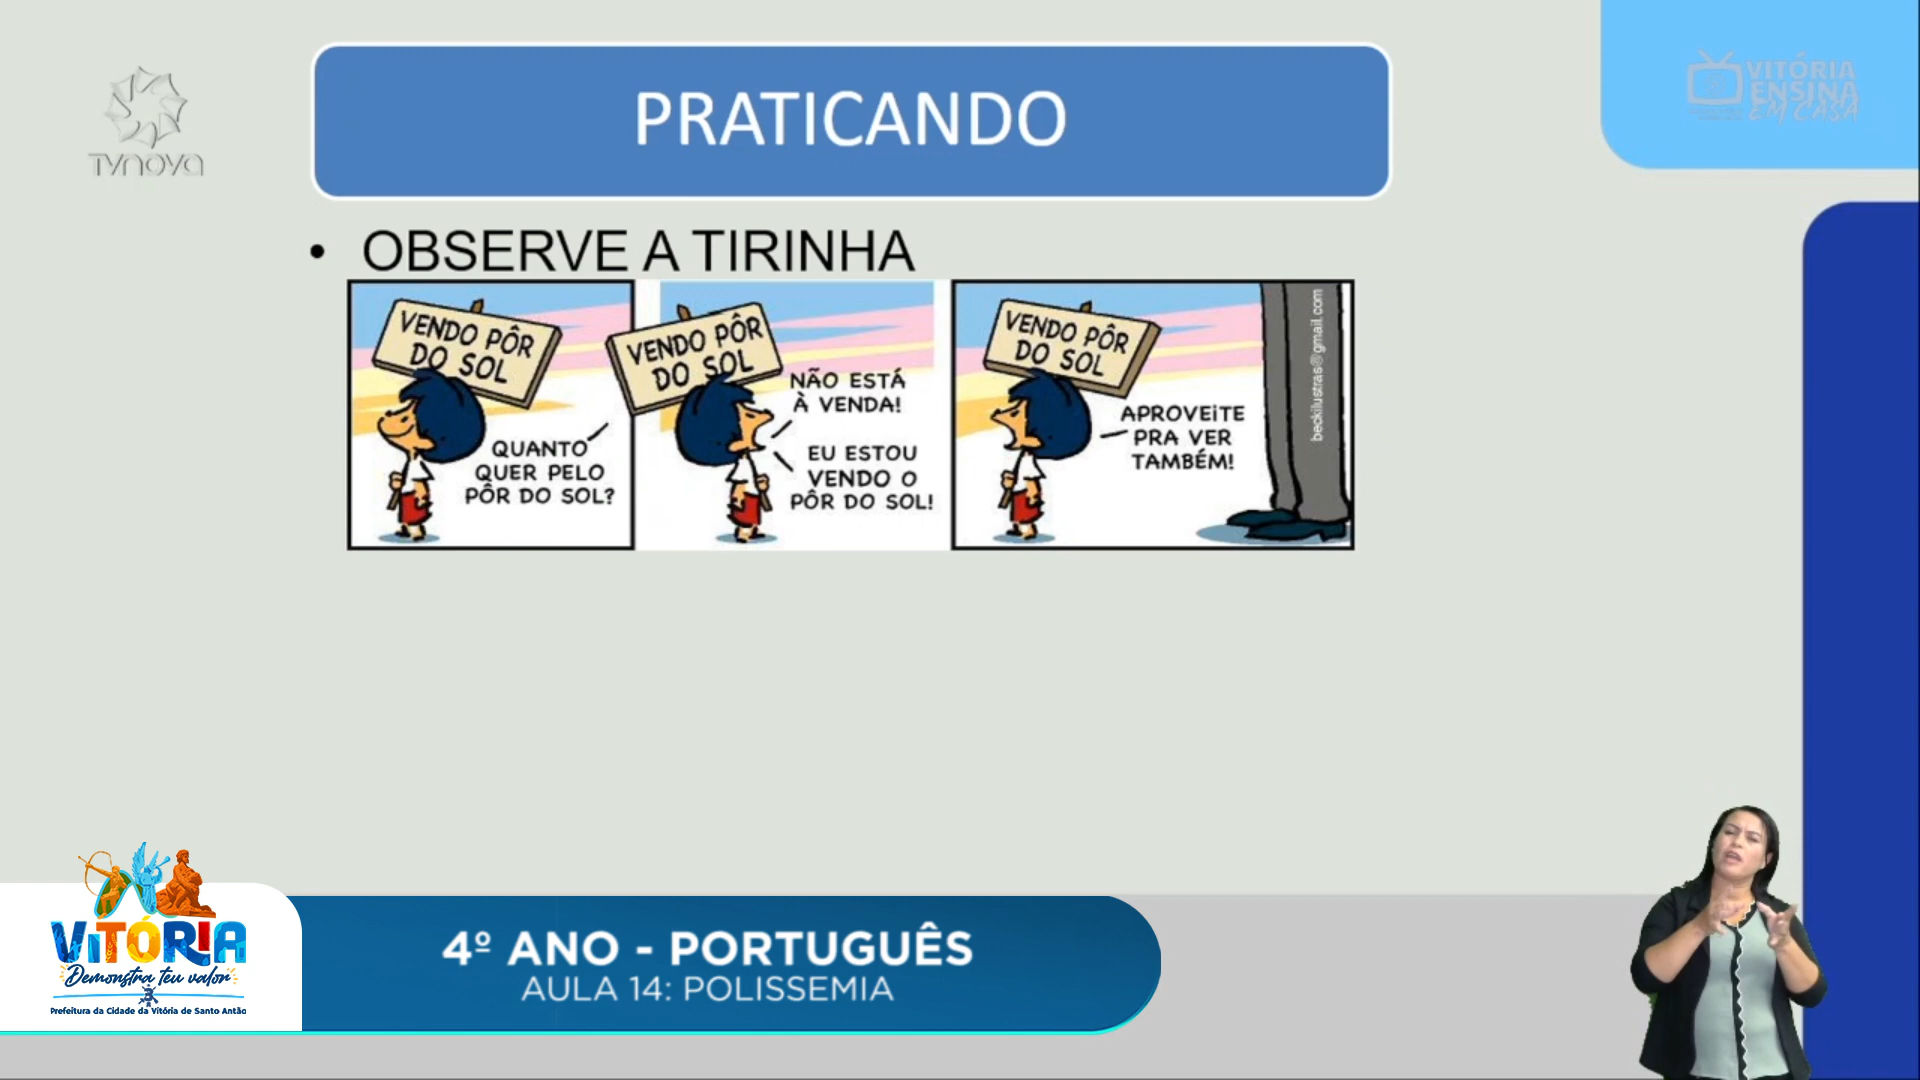 TVNOVA
VITÓRIA
ENSINA
EM CASA
PRATICANDO
• OBSERVE A TIRINHA
VENDO PÔR
DO SOL
QUANTO
QUER PELO
PÔR DO SOL?
VENDO PÔR
DO SOL
NÃO ESTÁ
À VENDA!
EU ESTOU
VENDO O
PÔR DO SOL!
VENDO PÔR
DO SOL
APROVEITE
PRA VER
TAMBÉM!
beckilustras@gmail.com
VITÓRIA
Demonstra teu valor
Prefeitura da Cidade da Vitória de Santo Antão
4º ANO - PORTUGUÊS
AULA 14: POLISSEMIA